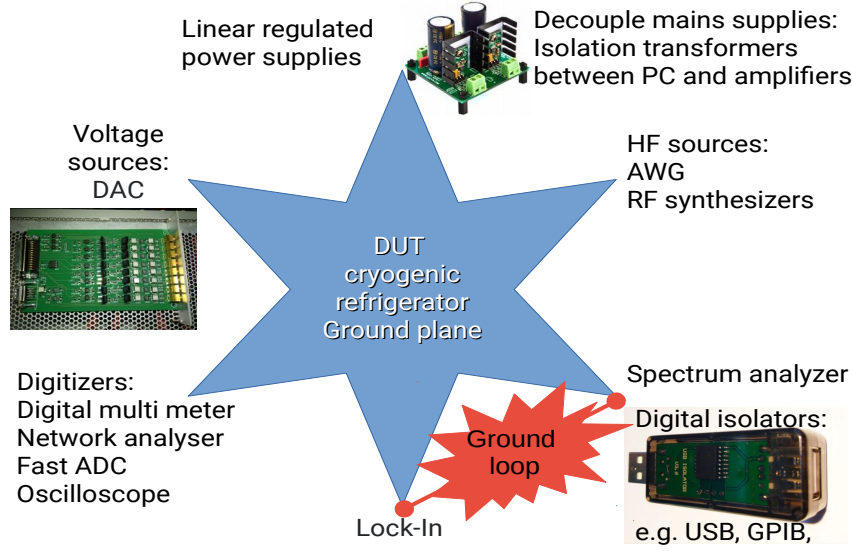 Linear regulated
power supplies
Decouple mains supplies:
Isolation transformers
between PC and amplifiers
Voltage
sources:
DAC
HF sources:
AWG
RF synthesizers
DUT
cryogenic
refrigerator
Ground plane
Digitizers:
Digital multi meter
Network analyser
Fast ADC
Oscilloscope
Ground
loop
Lock-In
Spectrum analyzer
Digital isolators:
USB ISOLATOR
e.g. USB, GPIB,